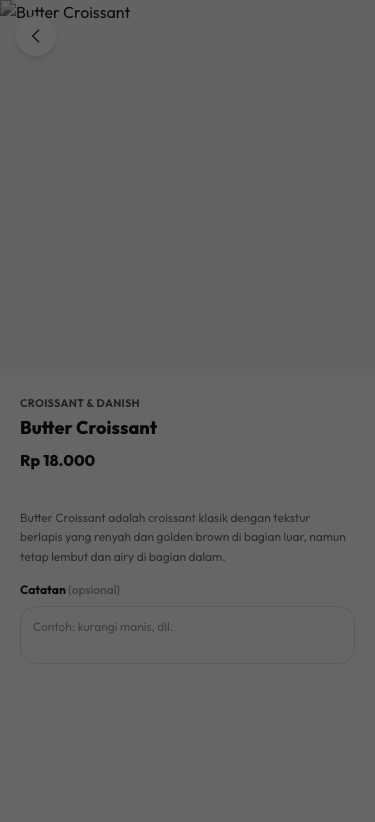 Butter Croissant
CROISSANT & DANISH
Butter Croissant
Rp 18.000
Butter Croissant adalah croissant klasik dengan tekstur
berlapis yang renyah dan golden brown di bagian luar, namun
tetap lembut dan airy di bagian dalam.
Catatan (opsional)
Contoh: kurangi manis, dll.